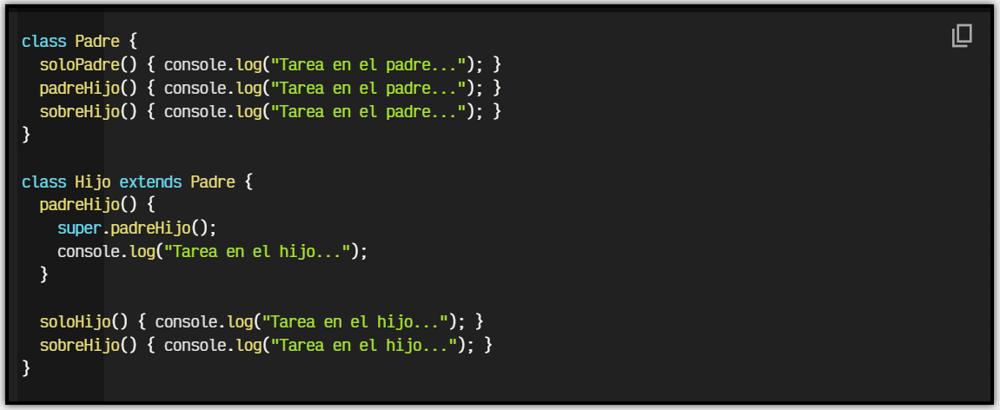 class Padre {
  soloPadre() { console.log("Tarea en el padre..."); }
  padreHijo() { console.log("Tarea en el padre..."); }
  sobreHijo() { console.log("Tarea en el padre..."); }
}

class Hijo extends Padre {
  padreHijo() {
    super.padreHijo();
    console.log("Tarea en el hijo...");
  }

  soloHijo() { console.log("Tarea en el hijo..."); }
  sobreHijo() { console.log("Tarea en el hijo..."); }
}